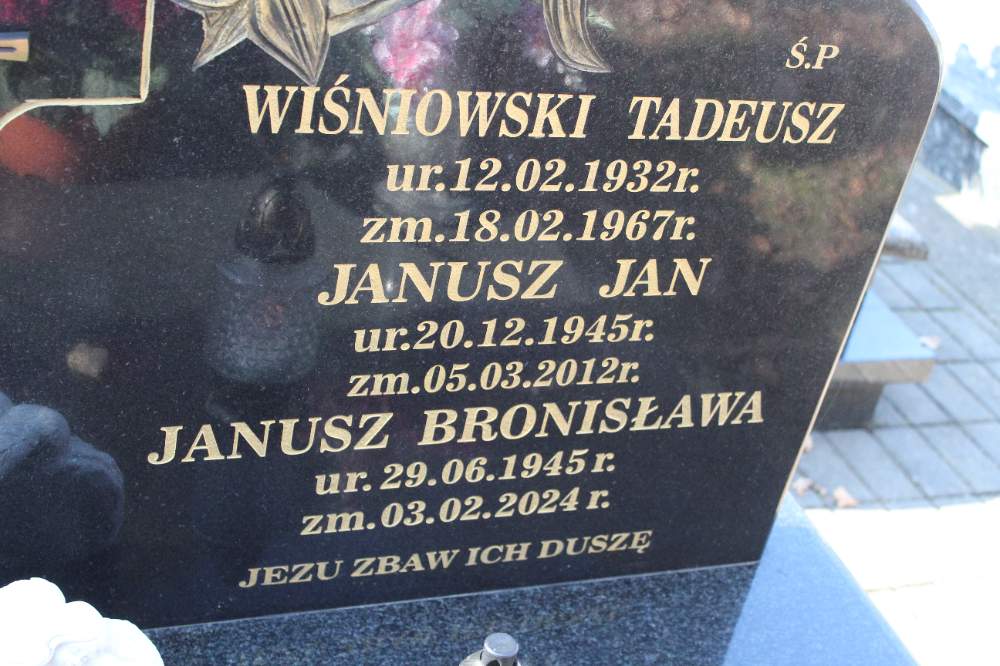 Ś.P
WIŚNIOWSKI TADEUSZ
ur.12.02.1932r.
zm.18.02.1967r.
JANUSZ JAN
ur.20.12.1945r.
zm.05.03.2012r.
JANUSZ BRONISŁAWA
ur. 29.06.1945 r.
zm.03.02.2024 r.
JEZU ZBAW ICH DUSZĘ